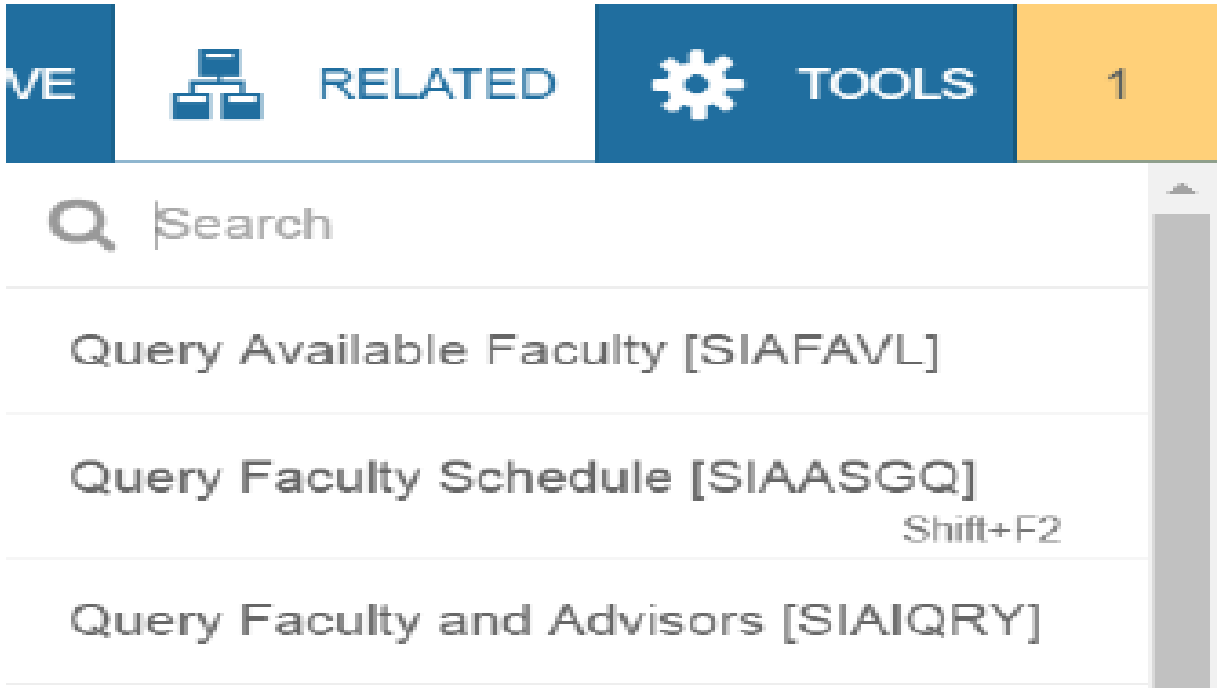 VE RELATED TOOLS 1
Search
Query Available Faculty [SIAFAVL]
Query Faculty Schedule [SIAASGQ]
Shift+F2
Query Faculty and Advisors [SIAIQRY]